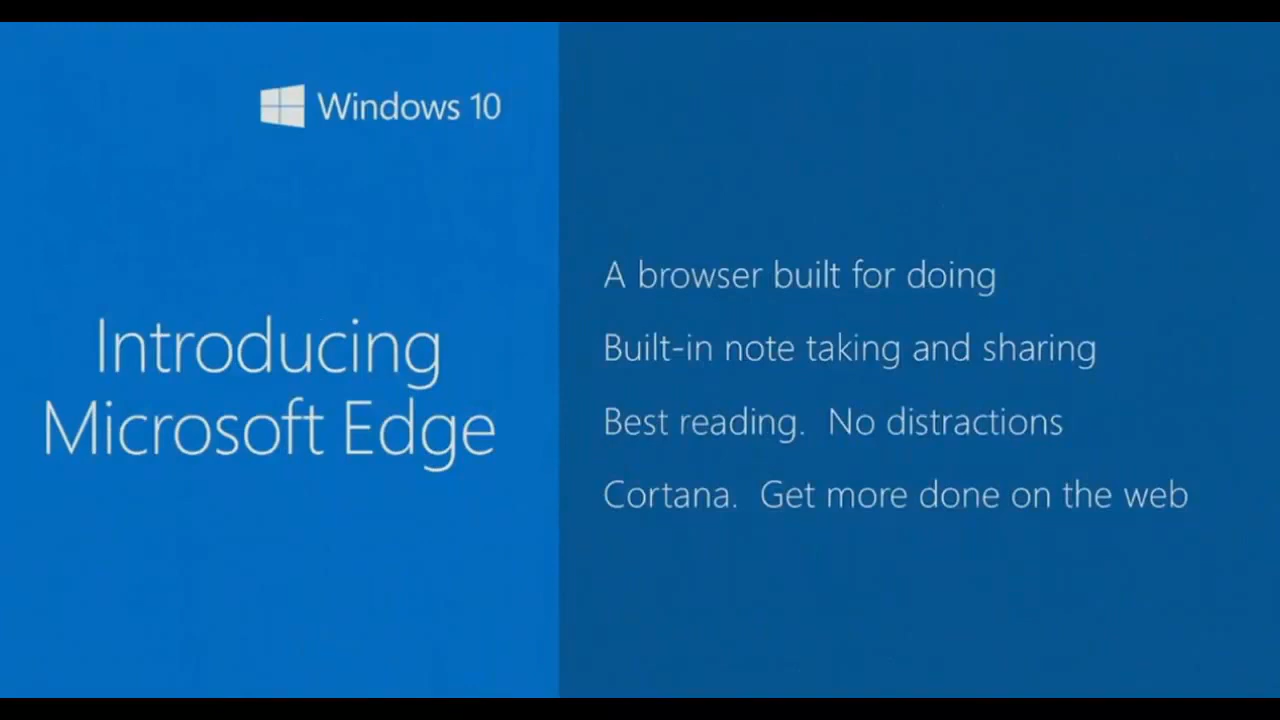 Windows 10
Introducing
Microsoft Edge
A browser built for doing
Built-in note taking and sharing
Best reading.  No distractions
Cortana.  Get more done on the web